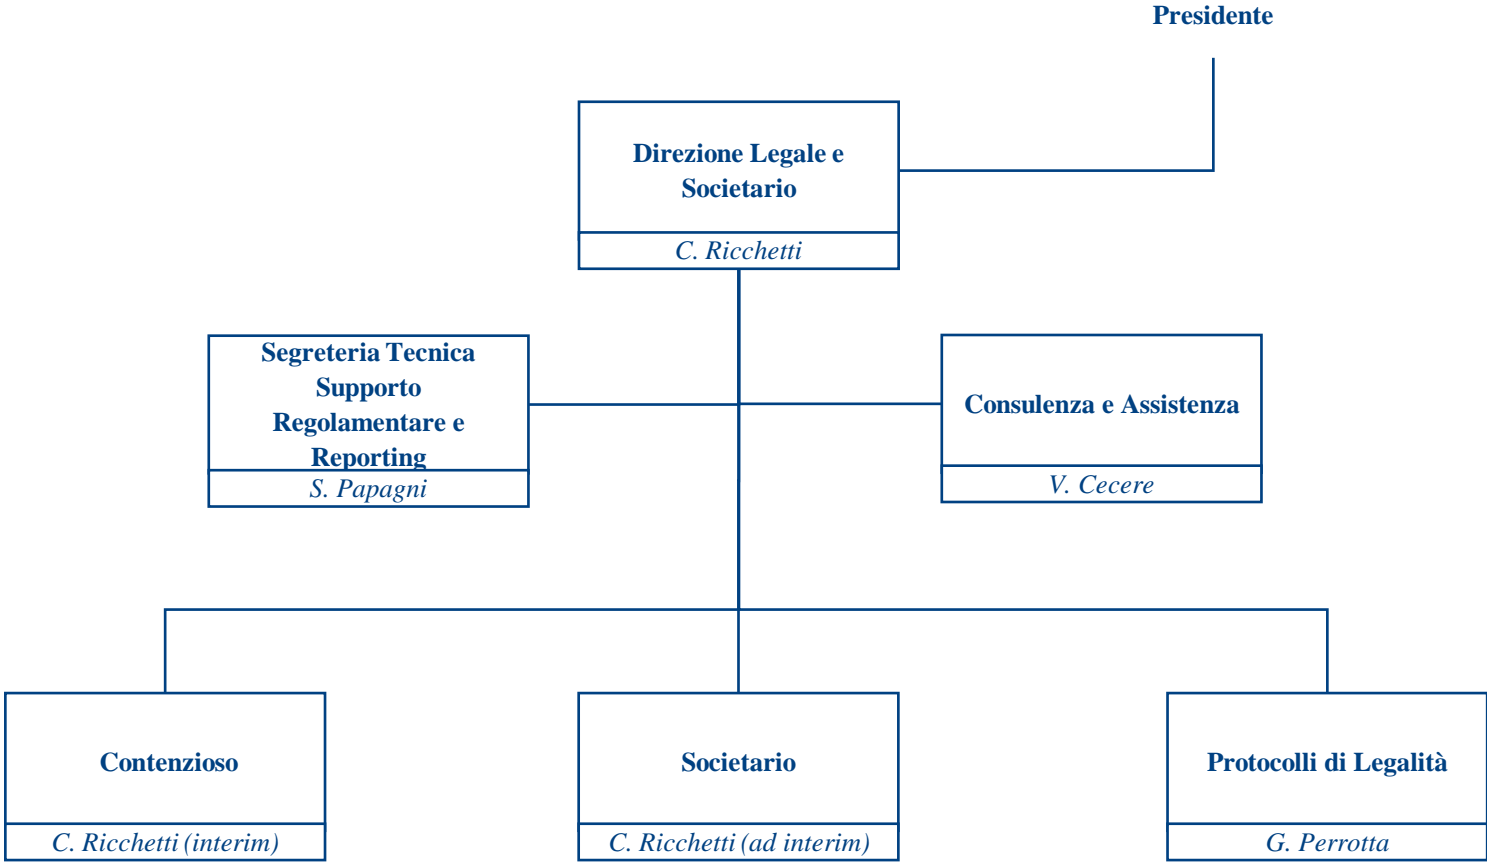 Presidente
Direzione Legale e
Societario
C. Ricchetti
Segreteria Tecnica
Supporto
Regolamentare e
Reporting
S. Papagni
Consulenza e Assistenza
V. Cecere
Contenzioso
C. Ricchetti (interim)
Societario
C. Ricchetti (ad interim)
Protocolli di Legalità
G. Perrotta